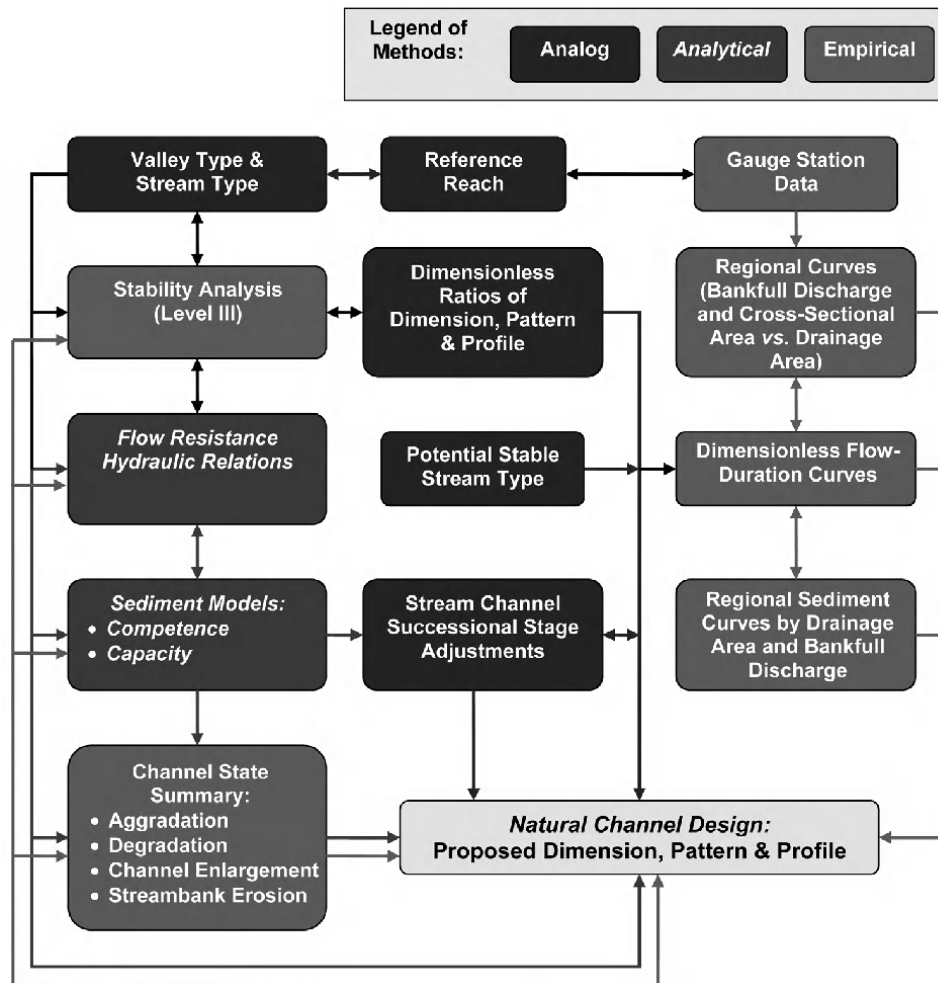 Legend of
Methods:
Analog
Analytical
Empirical
Valley Type &
Stream Type
Reference
Reach
Gauge Station
Data
Stability Analysis
(Level III)
Dimensionless
Ratios of
Dimension, Pattern
& Profile
Regional Curves
(Bankfull Discharge
and Cross-Sectional
Area vs. Drainage
Area)
Flow Resistance
Hydraulic Relations
Potential Stable
Stream Type
Dimensionless Flow-
Duration Curves
Sediment Models:
• Competence
• Capacity
Stream Channel
Successional Stage
Adjustments
Regional Sediment
Curves by Drainage
Area and Bankfull
Discharge
Channel State
Summary:
• Aggradation
• Degradation
• Channel Enlargement
• Streambank Erosion
Natural Channel Design:
Proposed Dimension, Pattern & Profile